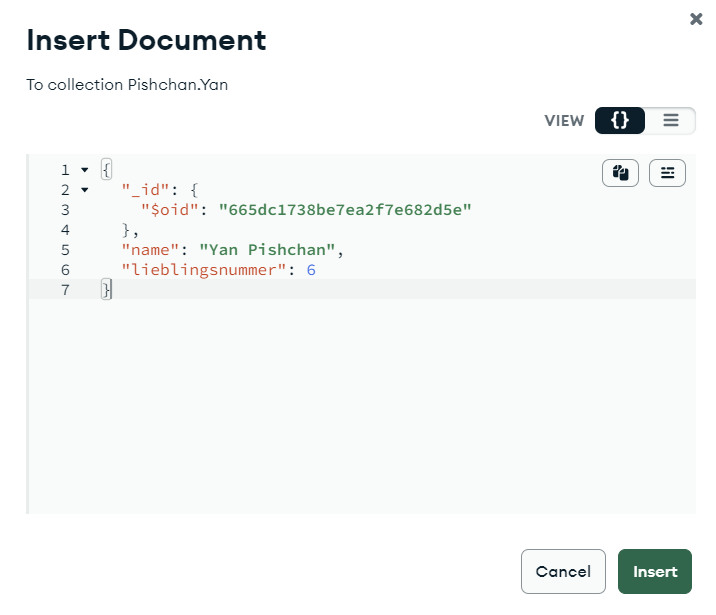 Insert Document
To collection Pishchan.Yan
VIEW {}
1 {
2 "_id": {
3 "$oid": "665dc1738be7ea2f7e682d5e"
4 },
5 "name": "Yan Pishchan",
6 "lieblingsnummer": 6
7 }
Cancel Insert